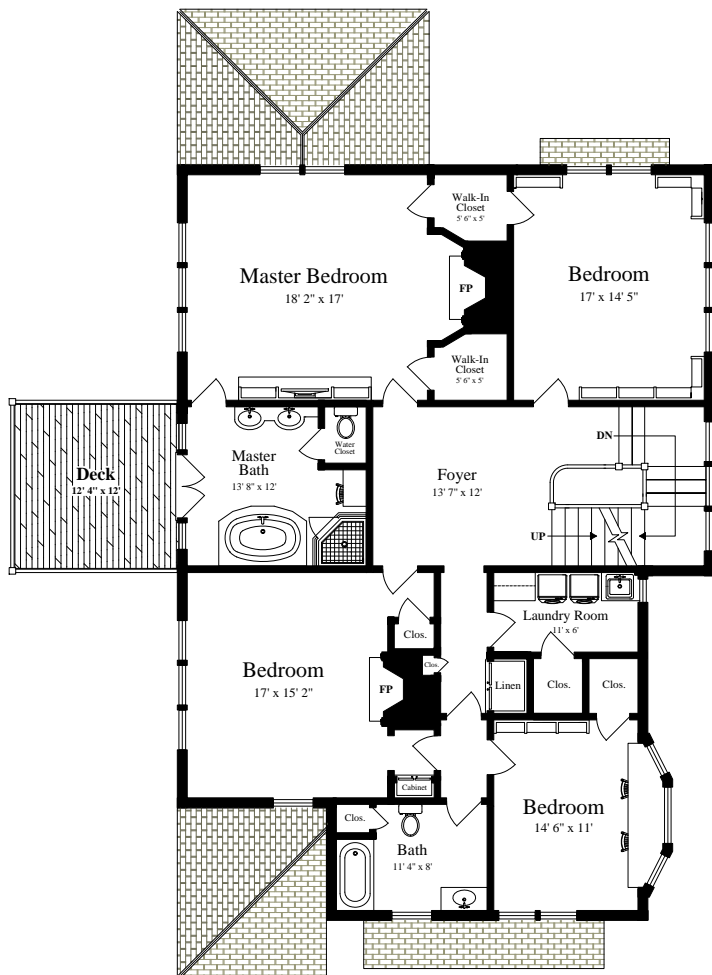 Walk-In
Closet
5' 6" x 5'
Master Bedroom
18' 2" x 17'
FP
Bedroom
17' x 14' 5"
Walk-In
Closet
5' 6" x 5'
Deck
12' 4" x 12'
Master
Bath
13' 8" x 12'
Water
Closet
Foyer
13' 7" x 12'
DN
UP
Laundry Room
11' x 6'
Clos.
Bedroom
17' x 15' 2"
FP
Clos.
Linen
Clos.
Clos.
Cabinet
Bedroom
14' 6" x 11'
Clos.
Bath
11' 4" x 8'